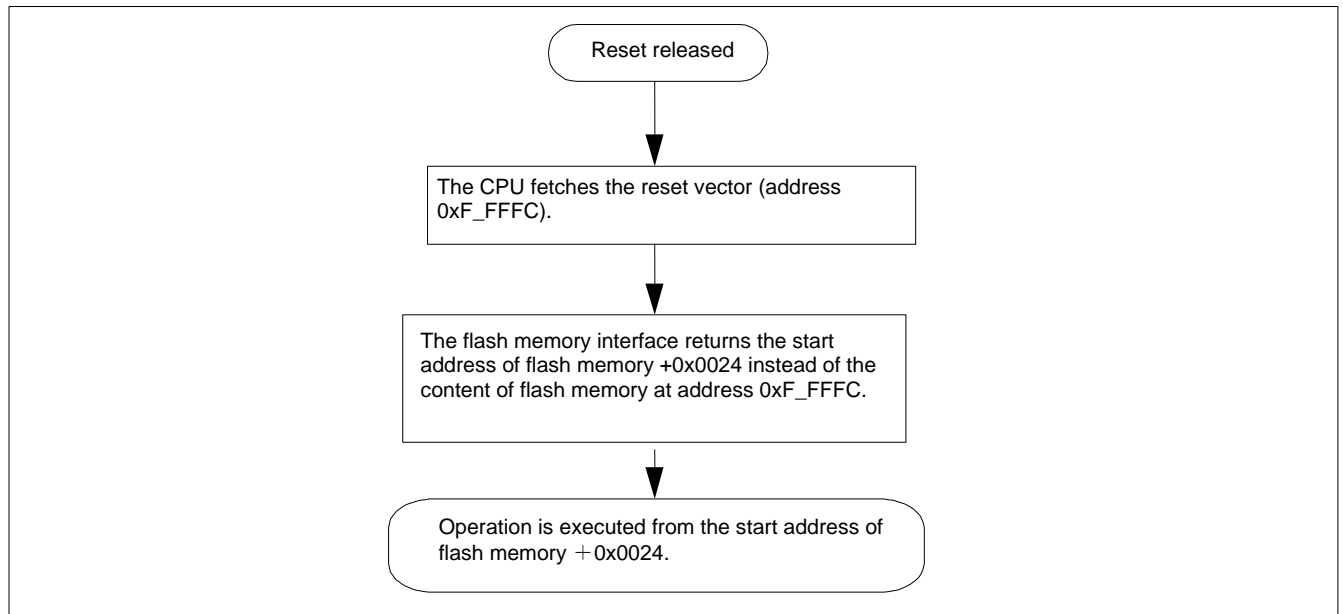 Reset released
The CPU fetches the reset vector (address
0xF_FFFC).
The flash memory interface returns the start
address of flash memory +0x0024 instead of the
content of flash memory at address 0xF_FFFC.
Operation is executed from the start address of
flash memory ＋0x0024.